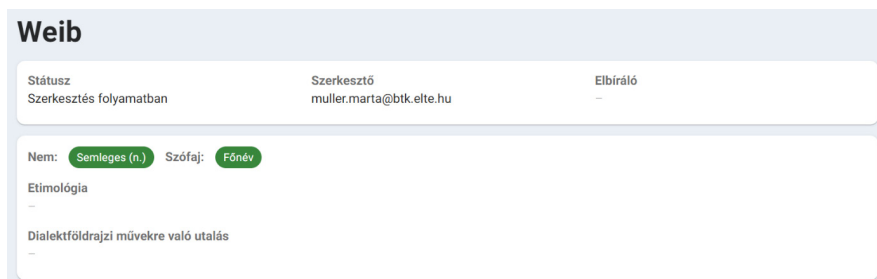 Weib
Státusz Szerkesztő Elbíráló
Szerkesztés folyamatban muller.marta@btk.elte.hu –
Nem: Semleges (n.) Szófaj: Főnév
Etimológia
–
Dialektföldrajzi művekre való utalás
–